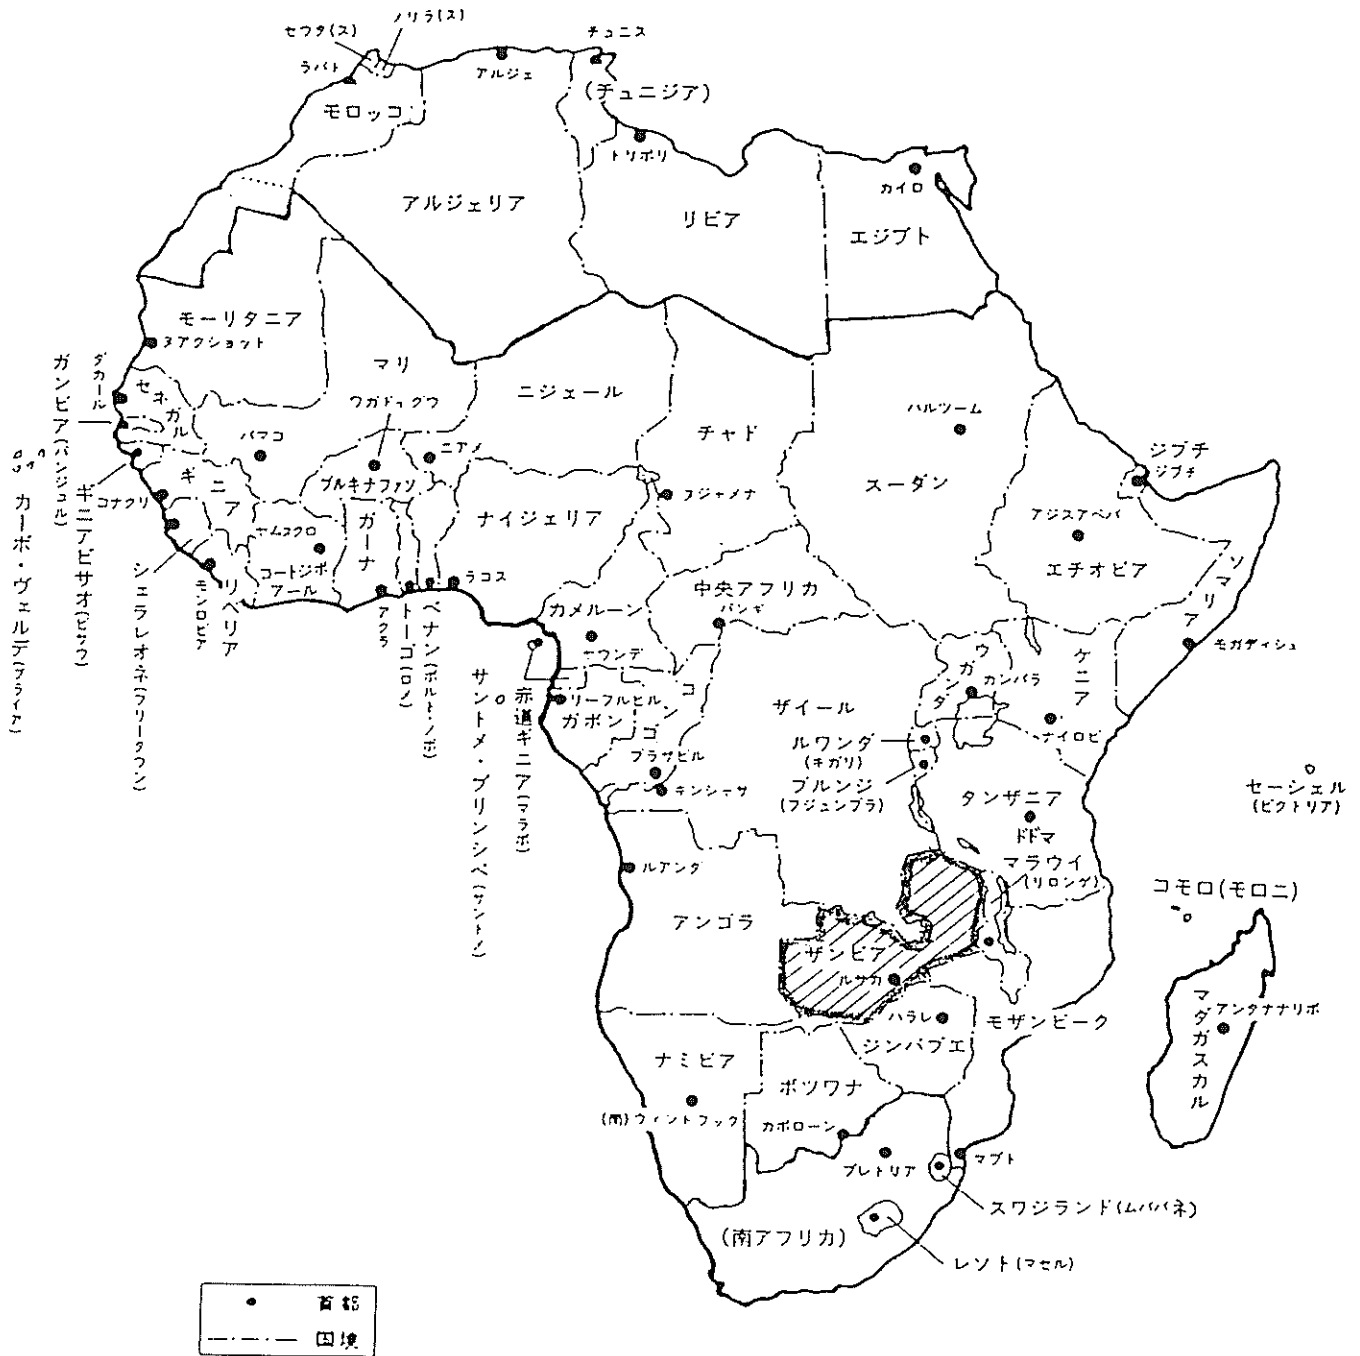 セウタ(ス)
メリラ(ス)
ラバト
モロッコ
アルジェ
チュニス
(チュニジア)
トリポリ
カイロ
アルジェリア
リビア
エジプト
モーリタニア
ヌアクショット
マリ
ニジェール
チャド
ハルツーム
スーダン
ジブチ
ジブチ
ダカール
セネガル
ガンビア(バンジュル)
バマコ
ワガドゥグウ
ブルキナファソ
ニアメ
ンジャメナ
アジスアベバ
エチオピア
ソマリア
モガディシュ
カーボ・ヴェルデ(プライア)
ギニアビサオ(ビサウ)
コナクリ
ギニア
シェラレオネ(フリータウン)
モンロビア
リベリア
ヤムスクロ
コートジボアール
ガーナ
アクラ
トーゴ(ロメ)
ベナン(ポルトノボ)
ナイジェリア
ラゴス
カメルーン
ヤウンデ
中央アフリカ
バンギ
サントメ・プリンシペ(サントメ)
赤道ギニア(マラボ)
リーブルビル
ガボン
コンゴ
ブラザビル
キンシャサ
ザイール
ウガンダ
カンパラ
ケニア
ナイロビ
ルワンダ
(キガリ)
ブルンジ
(ブジュンブラ)
タンザニア
ドドマ
マラウイ
(リロングゲ)
セーシェル
(ビクトリア)
コモロ(モロニ)
ルアンダ
アンゴラ
ザンビア
ルサカ
ハラレ
ジンバブエ
モザンビーク
マダガスカル
アンタナナリボ
ナミビア
(南)ウィントフック
ボツワナ
ガボローン
プレトリア
マプト
スワジランド(ムババネ)
(南アフリカ)
レソト(マセル)
首都
国境